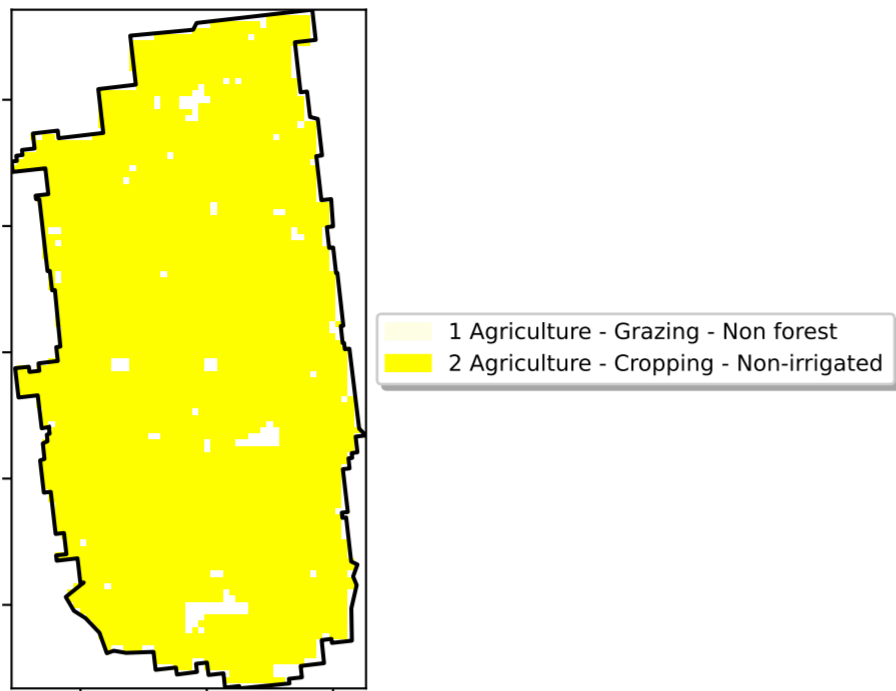 1 Agriculture - Grazing - Non forest
2 Agriculture - Cropping - Non-irrigated